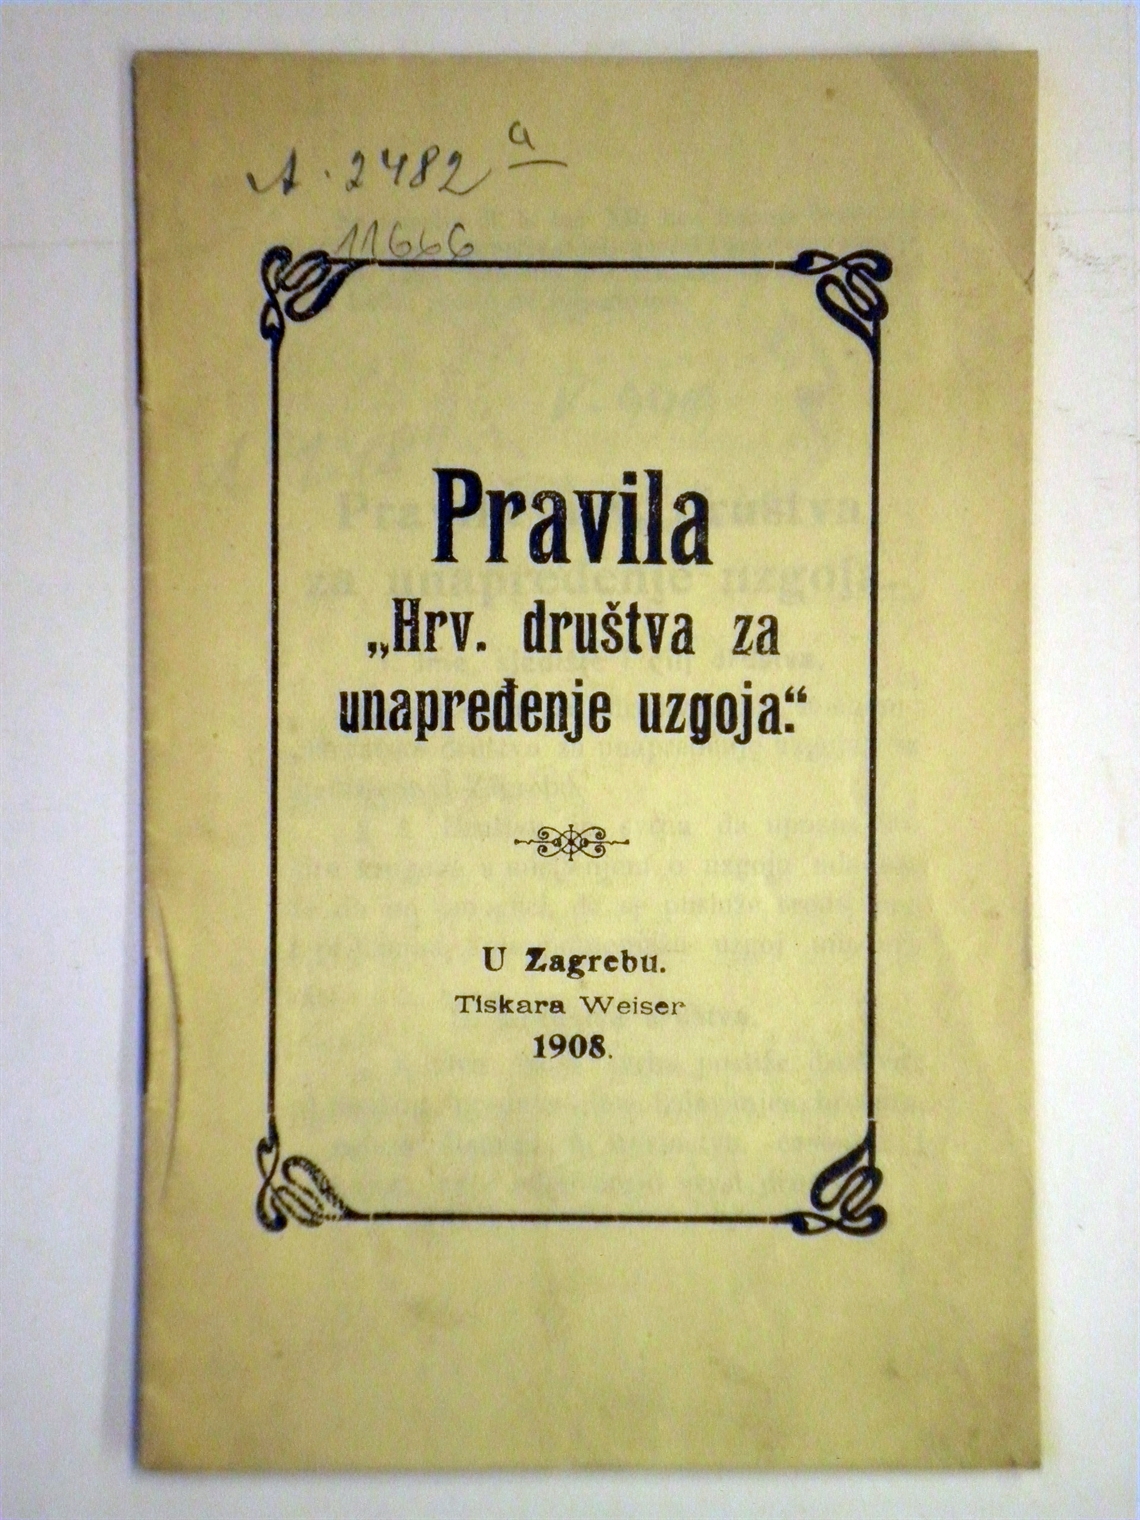 A. 2482 a
11666
Pravila
„Hrv. društva za
unapređenje uzgoja.“
U Zagrebu.
Tiskara Weiser
1908.